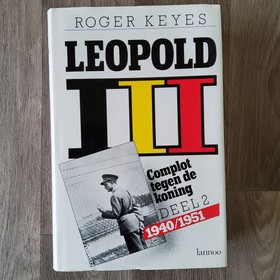 ROGER KEYES
LEOPOLD
III
Complot
tegen de
koning
DEEL 2
1940/1951
lannoo